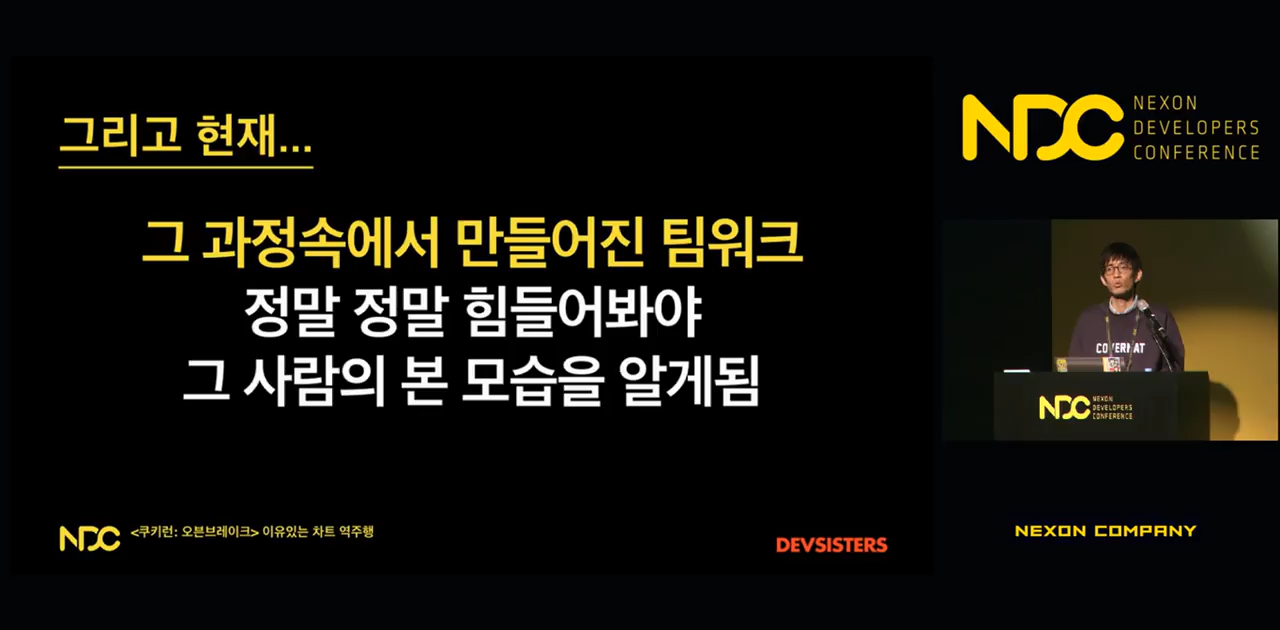 그리고 현재...
그 과정속에서 만들어진 팀워크
정말 정말 힘들어봐야
그 사람의 본 모습을 알게됨
NDC
<쿠키런: 오븐브레이크> 이유있는 차트 역주행
DEVSISTERS
NDC
NEXON
DEVELOPERS
CONFERENCE
COVERNAT
NDC
NEXON
DEVELOPERS
CONFERENCE
NEXON COMPANY